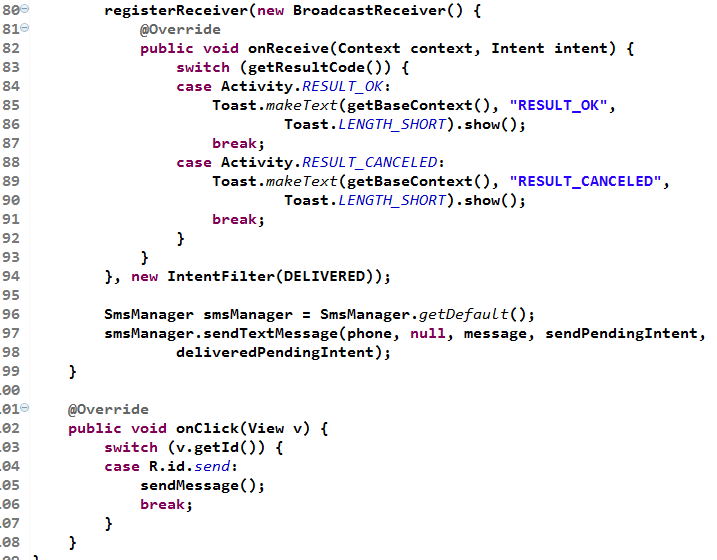 80 registerReceiver(new BroadcastReceiver() {
81 @Override
82 public void onReceive(Context context, Intent intent) {
83 switch (getResultCode()) {
84 case Activity.RESULT_OK:
85 Toast.makeText(getBaseContext(), "RESULT_OK",
86 Toast.LENGTH_SHORT).show();
87 break;
88 case Activity.RESULT_CANCELED:
89 Toast.makeText(getBaseContext(), "RESULT_CANCELED",
90 Toast.LENGTH_SHORT).show();
91 break;
92 }
93 }
94 }, new IntentFilter(DELIVERED));
95
96 SmsManager smsManager = SmsManager.getDefault();
97 smsManager.sendTextMessage(phone, null, message, sendPendingIntent,
98 deliveredPendingIntent);
99 }
00
01 @Override
02 public void onClick(View v) {
03 switch (v.getId()) {
04 case R.id.send:
05 sendMessage();
06 break;
07 }
08 }